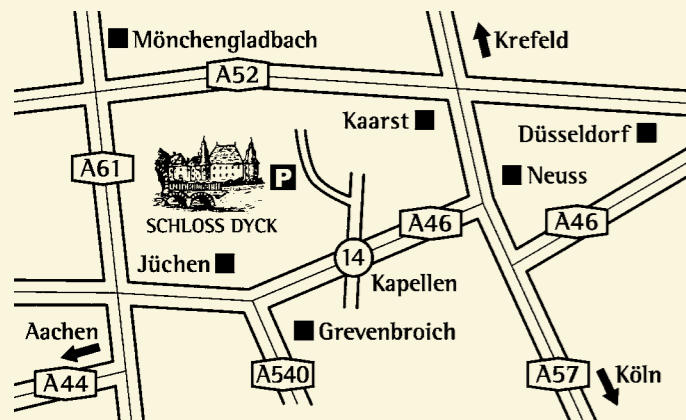 Mönchengladbach
Krefeld
A52
Kaarst
Düsseldorf
A61
P
Neuss
SCHLOSS DYCK
A46
A46
Jüchen
14
Kapellen
Aachen
Grevenbroich
A44
A540
A57
Köln